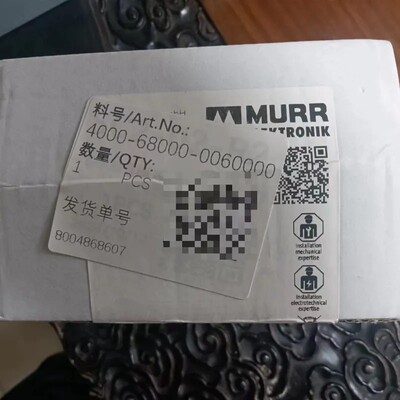 料号/Art.No.:
4000-68000-0060000
数量/QTY:
1 PCS
发货单号
8004868607
MURR
EKTRONIK
Installation
mechanical
expertise
Installation
electrotechnical
expertise